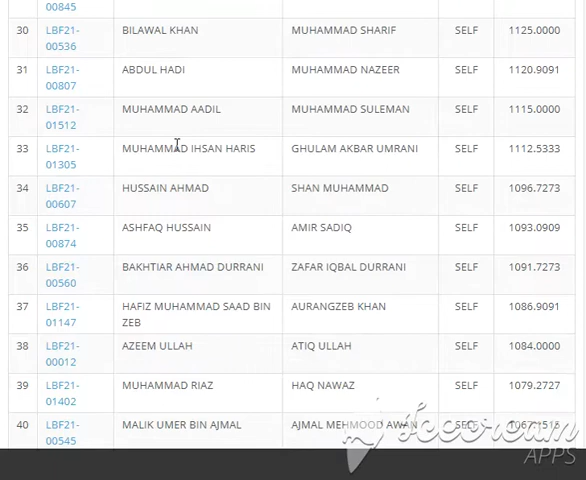 00845
30 LBF21- BILAWAL KHAN MUHAMMAD SHARIF SELF 1125.0000
00536
31 LBF21- ABDUL HADI MUHAMMAD NAZEER SELF 1120.9091
00807
32 LBF21- MUHAMMAD AADIL MUHAMMAD SULEMAN SELF 1115.0000
01512
33 LBF21- MUHAMMAD IHSAN HARIS GHULAM AKBAR UMRANI SELF 1112.5333
01305
34 LBF21- HUSSAIN AHMAD SHAN MUHAMMAD SELF 1096.7273
00607
35 LBF21- ASHFAQ HUSSAIN AMIR SADIQ SELF 1093.0909
00874
36 LBF21- BAKHTIAR AHMAD DURRANI ZAFAR IQBAL DURRANI SELF 1091.7273
00560
37 LBF21- HAFIZ MUHAMMAD SAAD BIN AURANGZEB KHAN SELF 1086.9091
01147 ZEB
38 LBF21- AZEEM ULLAH ATIQ ULLAH SELF 1084.0000
00012
39 LBF21- MUHAMMAD RIAZ HAQ NAWAZ SELF 1079.2727
01402
40 LBF21- MALIK UMER BIN AJMAL AJMAL MEHMOOD AWAN SELF
00545
Icecream
APPS